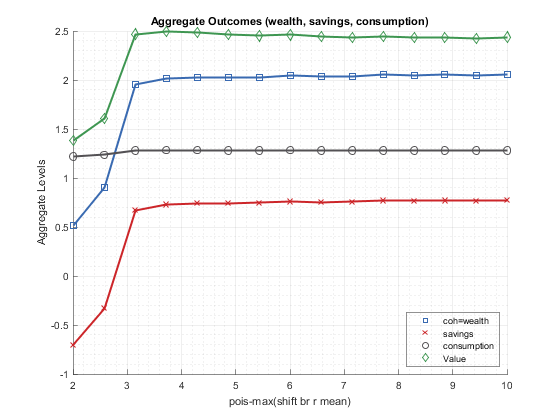 Aggregate Outcomes (wealth, savings, consumption)
2.5
2
1.5
1
0.5
0
-0.5
-1
Aggregate Levels
2
3
4
5
6
7
8
9
10
pois-max(shift br r mean)
coh=wealth
savings
consumption
Value